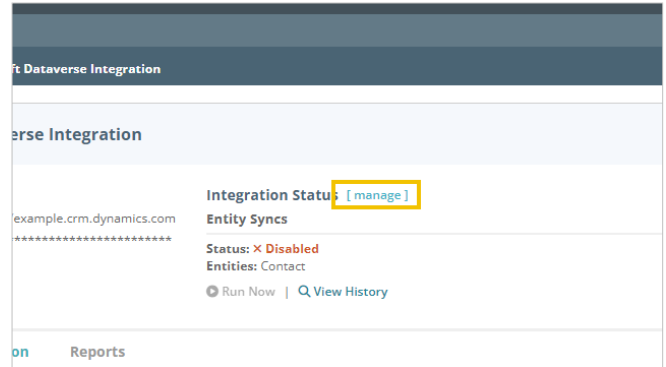 ft Dataverse Integration
erse Integration
Integration Status [ manage ]
example.crm.dynamics.com
Entity Syncs
************************
Status: × Disabled
Entities: Contact
Run Now | View History
on Reports